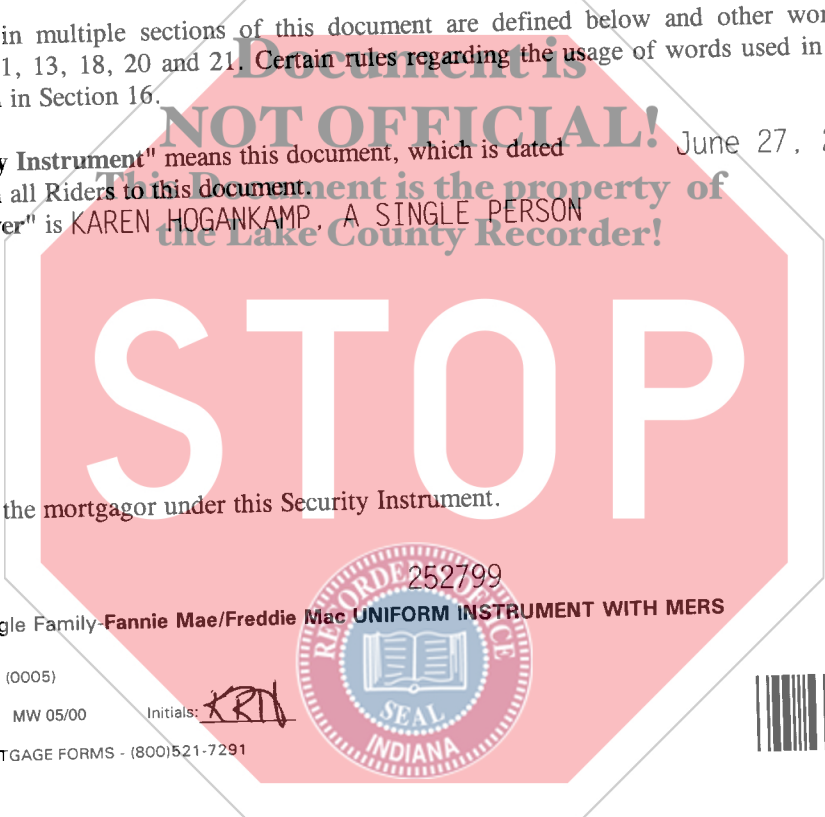 in multiple sections of this document are defined below and other wor
1, 13, 18, 20 and 21. Certain rules regarding the usage of words used in
in Section 16.
Document is
NOT OFFICIAL!
This Document is the property of
the Lake County Recorder!
y Instrument" means this document, which is dated June 27, 2
all Riders to this document.
er" is KAREN HOGANKAMP, A SINGLE PERSON
STOP
the mortgagor under this Security Instrument.
252799
gle Family-Fannie Mae/Freddie Mac UNIFORM INSTRUMENT WITH MERS
(0005)
MW 05/00 Initials:
TGAGE FORMS - (800)521-7291
RECORDER'S OFFICE
SEAL
INDIANA